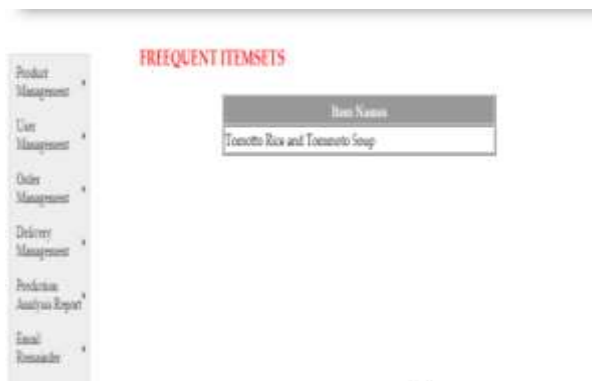 FREEQUENT ITEMSETS
Product
Management
User
Management
Order
Management
Delivery
Management
Prediction
Analysis Report
Email
Remainder
Item Names
Tomotto Rice and Tommoto Soup